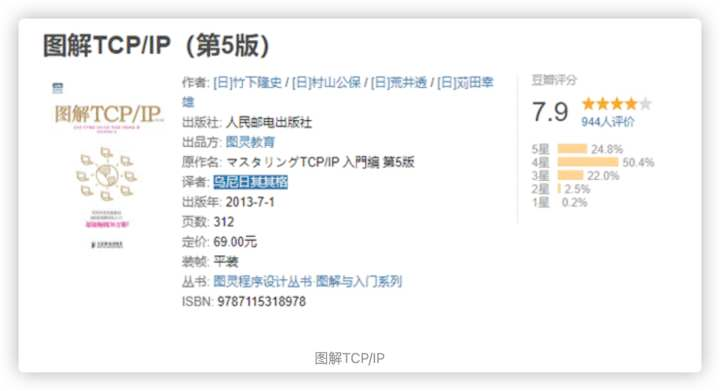 图解TCP/IP（第5版）
图解TCP/IP
作者: [日]竹下隆史 / [日]村山公保 / [日]荒井透 / [日]苅田幸
雄
出版社: 人民邮电出版社
出品方: 图灵教育
原作名: マスタリングTCP/IP 入門編 第5版
译者: 乌尼日其其格
出版年: 2013-7-1
页数: 312
定价: 69.00元
装帧: 平装
丛书: 图灵程序设计丛书 图解与入门系列
ISBN: 9787115318978
豆瓣评分
7.9
944人评价
5星 24.8%
4星 50.4%
3星 22.0%
2星 2.5%
1星 0.2%
图解TCP/IP